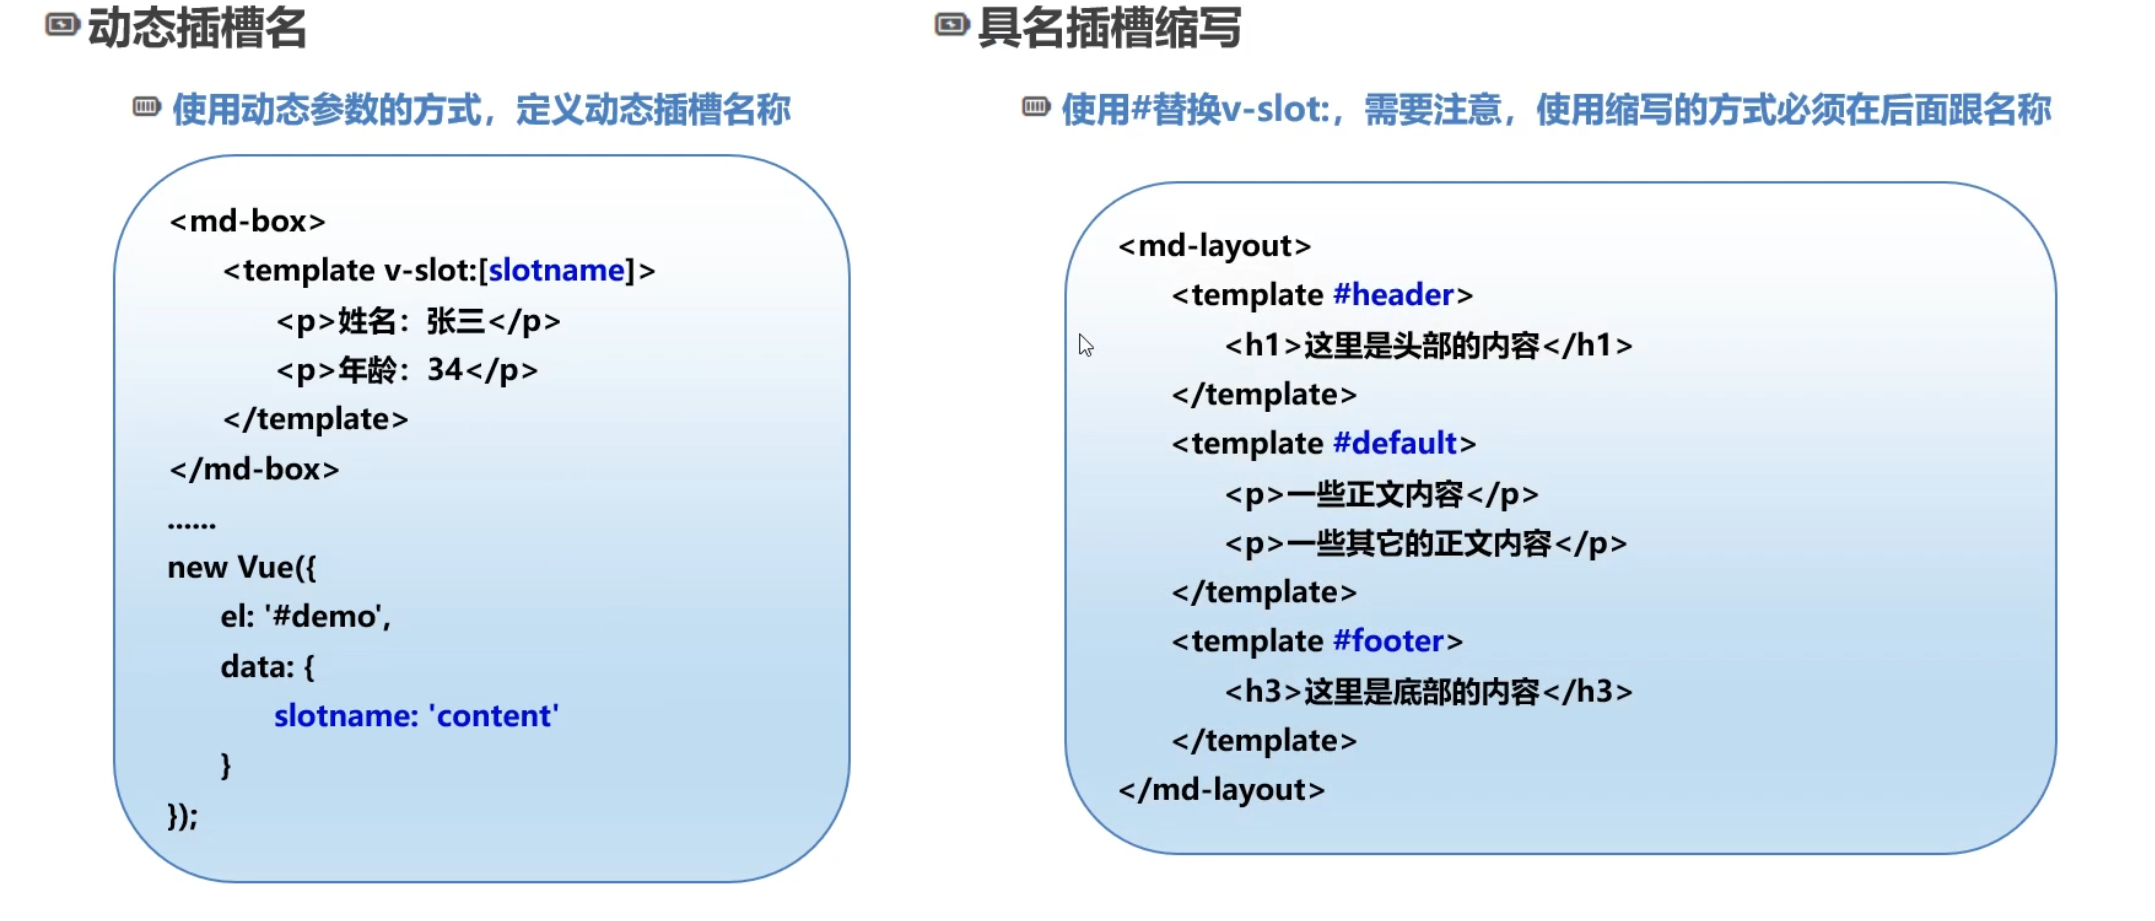 动态插槽名
使用动态参数的方式，定义动态插槽名称
<md-box>
<template v-slot:[slotname]>
<p>姓名：张三</p>
<p>年龄：34</p>
</template>
</md-box>
......
new Vue({
el: '#demo',
data: {
slotname: 'content'
}
});
具名插槽缩写
使用#替换v-slot:，需要注意，使用缩写的方式必须在后面跟名称
<md-layout>
<template #header>
<h1>这里是头部的内容</h1>
</template>
<template #default>
<p>一些正文内容</p>
<p>一些其它的正文内容</p>
</template>
<template #footer>
<h3>这里是底部的内容</h3>
</template>
</md-layout>